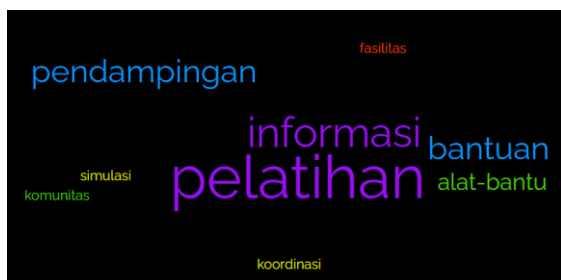 fasilitas
pendampingan
informasi
bantuan
simulasi
pelatihan
alat-bantu
komunitas
koordinasi